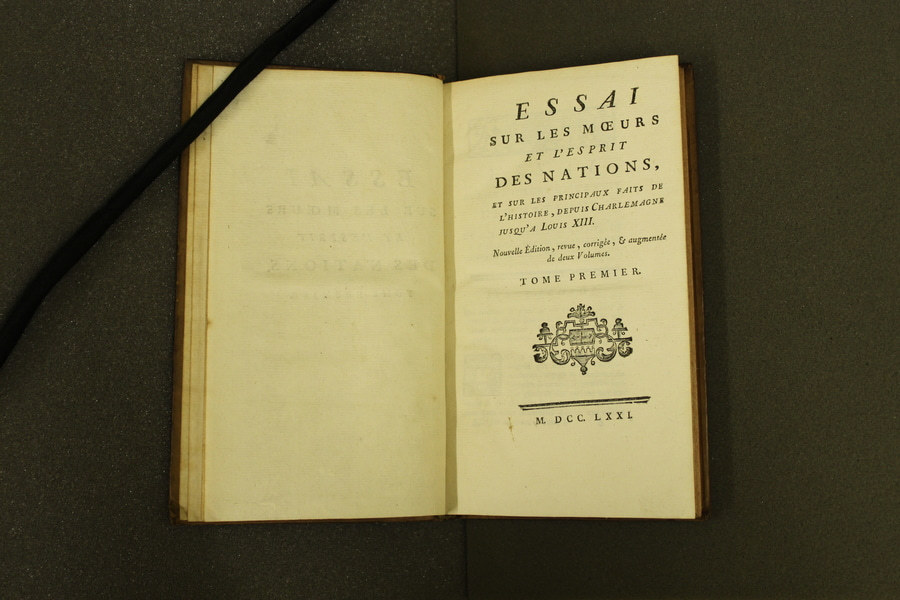 ESSAI
SUR LES MŒURS
ET L'ESPRIT
DES NATIONS,
ET SUR LES PRINCIPAUX FAITS DE
L'HISTOIRE, DEPUIS CHARLEMAGNE
JUSQU'A LOUIS XIII.
Nouvelle Édition, revue, corrigée, & augmentée
de deux Volumes.
TOME PREMIER.
M. DCC. LXXI.